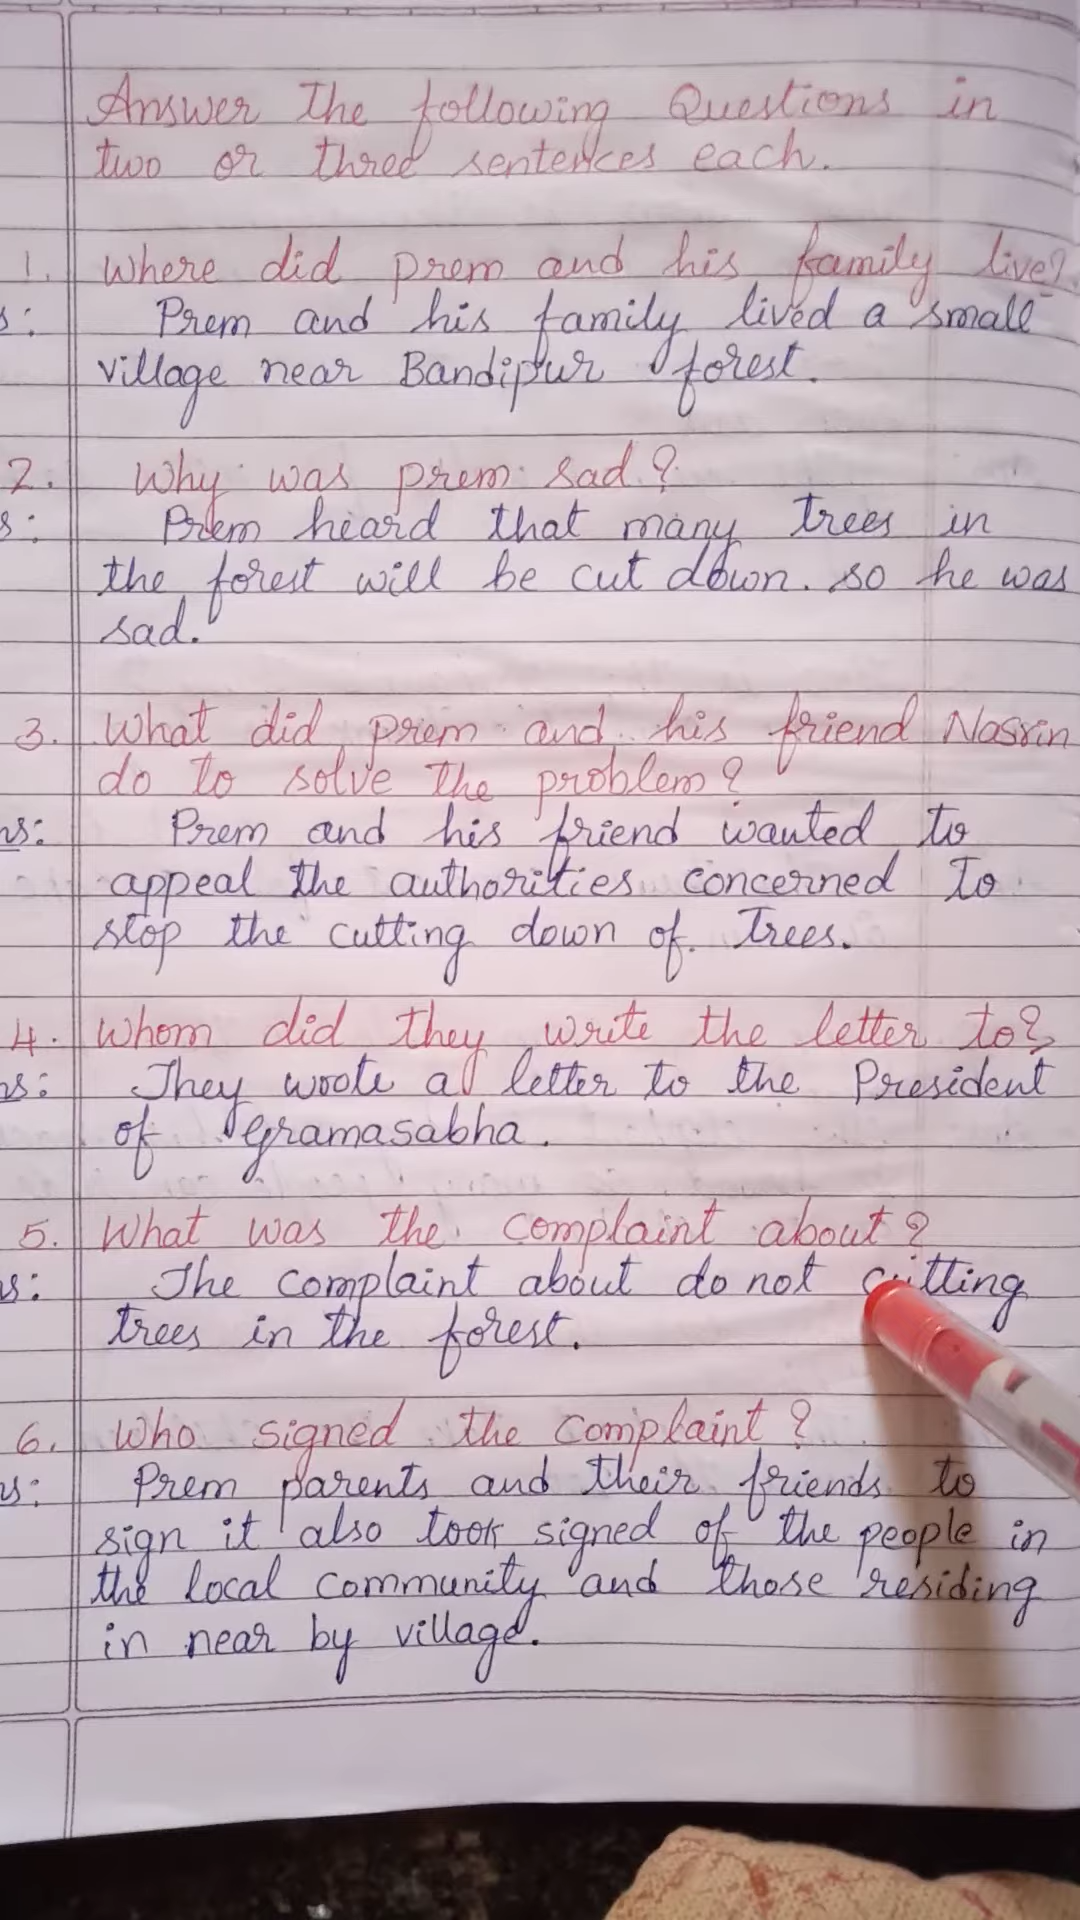 Answer The following Questions in
two or three sentences each.
1. Where did prem and his family live?
s: Prem and his family lived a small
village near Bandipur forest.
2. Why was prem sad?
s: Prem heard that many trees in
the forest will be cut down. so he was
sad.
3. What did prem and his friend Nasrin
do to solve the problem?
ns: Prem and his friend wanted to
appeal the authorities concerned to
stop the cutting down of Trees.
4. Whom did they write the letter to?
ns: They wrote a letter to the President
of gramasabha.
5. What was the complaint about?
s: The complaint about do not cutting
trees in the forest.
6. Who signed the complaint?
s: Prem parents and their friends to
sign it also took signed of the people in
the local community and those residing
in near by village.